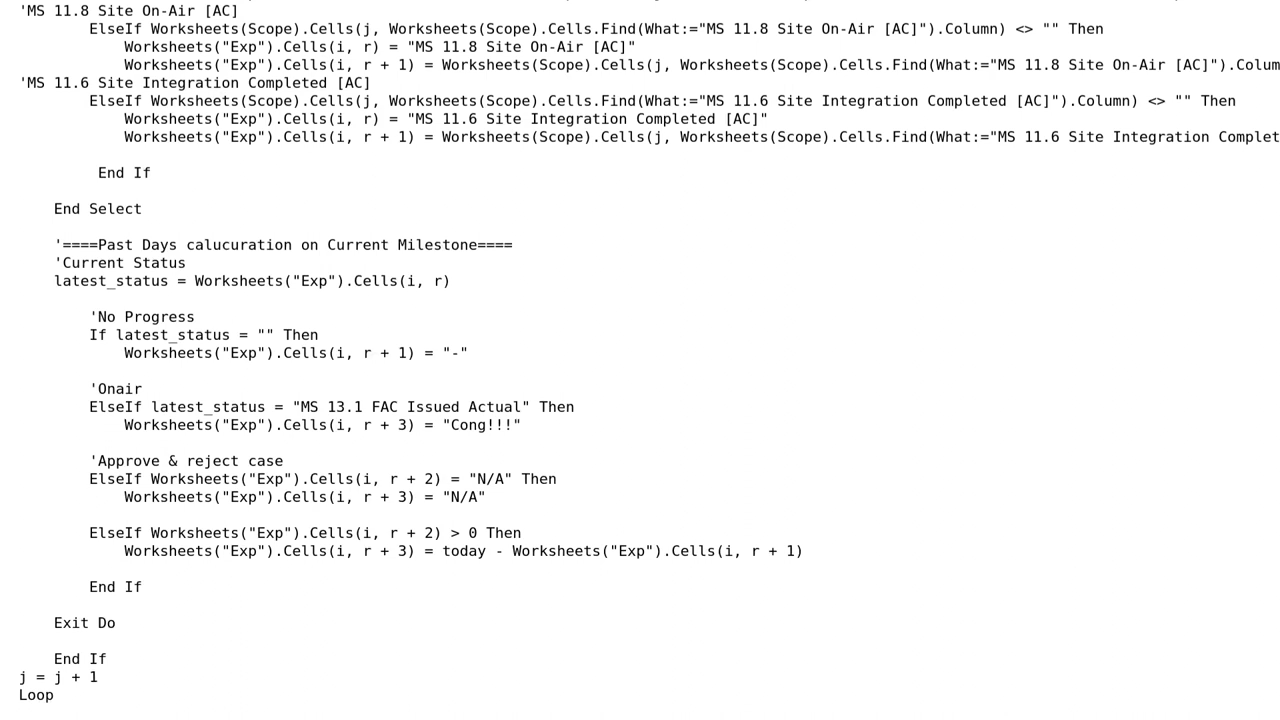 'MS 11.8 Site On-Air [AC]
ElseIf Worksheets(Scope).Cells(j, Worksheets(Scope).Cells.Find(What:="MS 11.8 Site On-Air [AC]").Column) <> "" Then
Worksheets("Exp").Cells(i, r) = "MS 11.8 Site On-Air [AC]"
Worksheets("Exp").Cells(i, r + 1) = Worksheets(Scope).Cells(j, Worksheets(Scope).Cells.Find(What:="MS 11.8 Site On-Air [AC]").Colum
'MS 11.6 Site Integration Completed [AC]
ElseIf Worksheets(Scope).Cells(j, Worksheets(Scope).Cells.Find(What:="MS 11.6 Site Integration Completed [AC]").Column) <> "" Then
Worksheets("Exp").Cells(i, r) = "MS 11.6 Site Integration Completed [AC]"
Worksheets("Exp").Cells(i, r + 1) = Worksheets(Scope).Cells(j, Worksheets(Scope).Cells.Find(What:="MS 11.6 Site Integration Complet
End If
End Select
'====Past Days calucuration on Current Milestone====
'Current Status
latest_status = Worksheets("Exp").Cells(i, r)
'No Progress
If latest_status = "" Then
Worksheets("Exp").Cells(i, r + 1) = "-"
'Onair
ElseIf latest_status = "MS 13.1 FAC Issued Actual" Then
Worksheets("Exp").Cells(i, r + 3) = "Cong!!!"
'Approve & reject case
ElseIf Worksheets("Exp").Cells(i, r + 2) = "N/A" Then
Worksheets("Exp").Cells(i, r + 3) = "N/A"
ElseIf Worksheets("Exp").Cells(i, r + 2) > 0 Then
Worksheets("Exp").Cells(i, r + 3) = today - Worksheets("Exp").Cells(i, r + 1)
End If
Exit Do
End If
j = j + 1
Loop